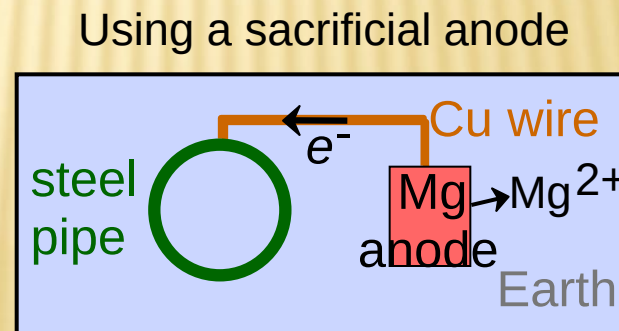 Using a sacrificial anode
Cu wire
e-
steel
pipe
Mg
anode
Mg2+
Earth